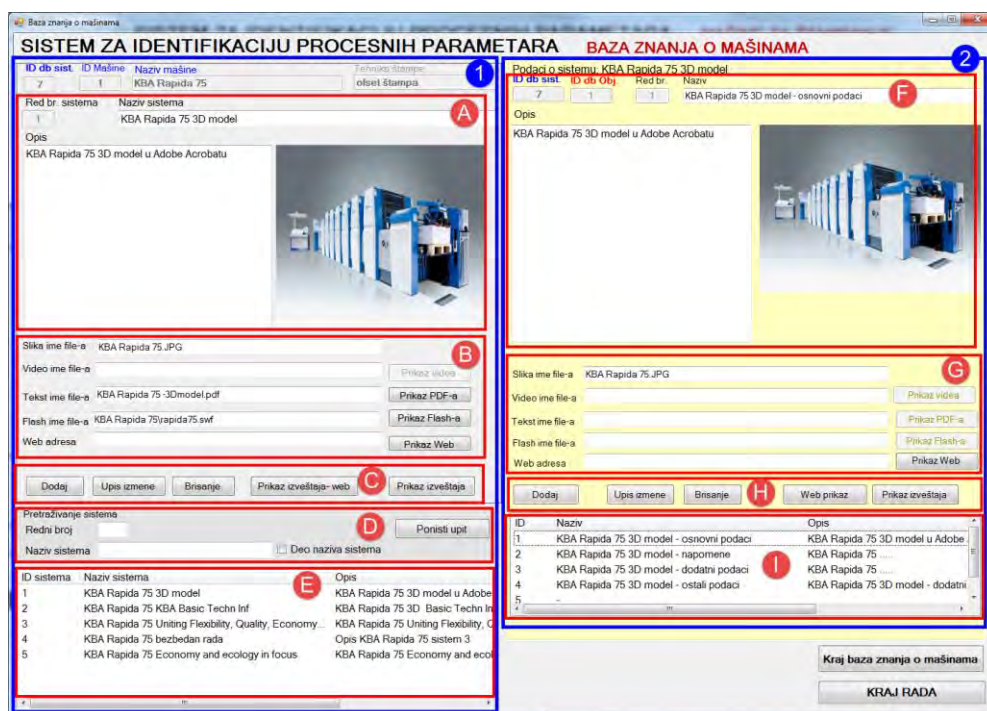 Baza znanja o mašinama
SISTEM ZA IDENTIFIKACIJU PROCESNIH PARAMETARA BAZA ZNANJA O MAŠINAMA
1
ID db sist. ID Mašine Naziv mašine Tehnika štampe
7 1 KBA Rapida 75 ofset štampa
A
Red br. sistema Naziv sistema
1 KBA Rapida 75 3D model
Opis
KBA Rapida 75 3D model u Adobe Acrobatu
B
Slika ime file-a KBA Rapida 75.JPG
Video ime file-a Prikaz videa
Tekst ime file-a KBA Rapida 75 -3Dmodel.pdf Prikaz PDF-a
Flash ime file-a KBA Rapida 75\rapida75.swf Prikaz Flash-a
Web adresa Prikaz Web
Dodaj Upis izmene Brisanje Prikaz izveštaja- web C Prikaz izveštaja
Pretraživanje sistema
Redni broj D Ponisti upit
Naziv sistema Deo naziva sistema
E
ID sistema Naziv sistema Opis
1 KBA Rapida 75 3D model KBA Rapida 75 3D model u Adobe
2 KBA Rapida 75 KBA Basic Techn Inf KBA Rapida 75 3D Basic Techn In
3 KBA Rapida 75 Uniting Flexibility, Quality, Economy... KBA Rapida 75 Uniting Flexibility, Q
4 KBA Rapida 75 bezbedan rada Opis KBA Rapida 75 sistem 3
5 KBA Rapida 75 Economy and ecology in focus KBA Rapida 75 Economy and ecol
2
Podaci o sistemu: KBA Rapida 75 3D model
ID db sist. ID db Obj. Red br. Naziv
F
7 1 1 KBA Rapida 75 3D model - osnovni podaci
Opis
KBA Rapida 75 3D model u Adobe Acrobatu
G
Slika ime file-a KBA Rapida 75.JPG
Video ime file-a Prikaz videa
Tekst ime file-a Prikaz PDF-a
Flash ime file-a Prikaz Flash-a
Web adresa Prikaz Web
Dodaj Upis izmene Brisanje H Web prikaz Prikaz izveštaja
ID Naziv Opis
1 KBA Rapida 75 3D model - osnovni podaci KBA Rapida 75 3D model u Adobe
2 KBA Rapida 75 3D model - napomene KBA Rapida 75 .....
3 KBA Rapida 75 3D model - dodatni podaci I KBA Rapida 75 .....
4 KBA Rapida 75 3D model - ostali podaci KBA Rapida 75 3D model - dodatni
5 -
Kraj baza znanja o mašinama
KRAJ RADA